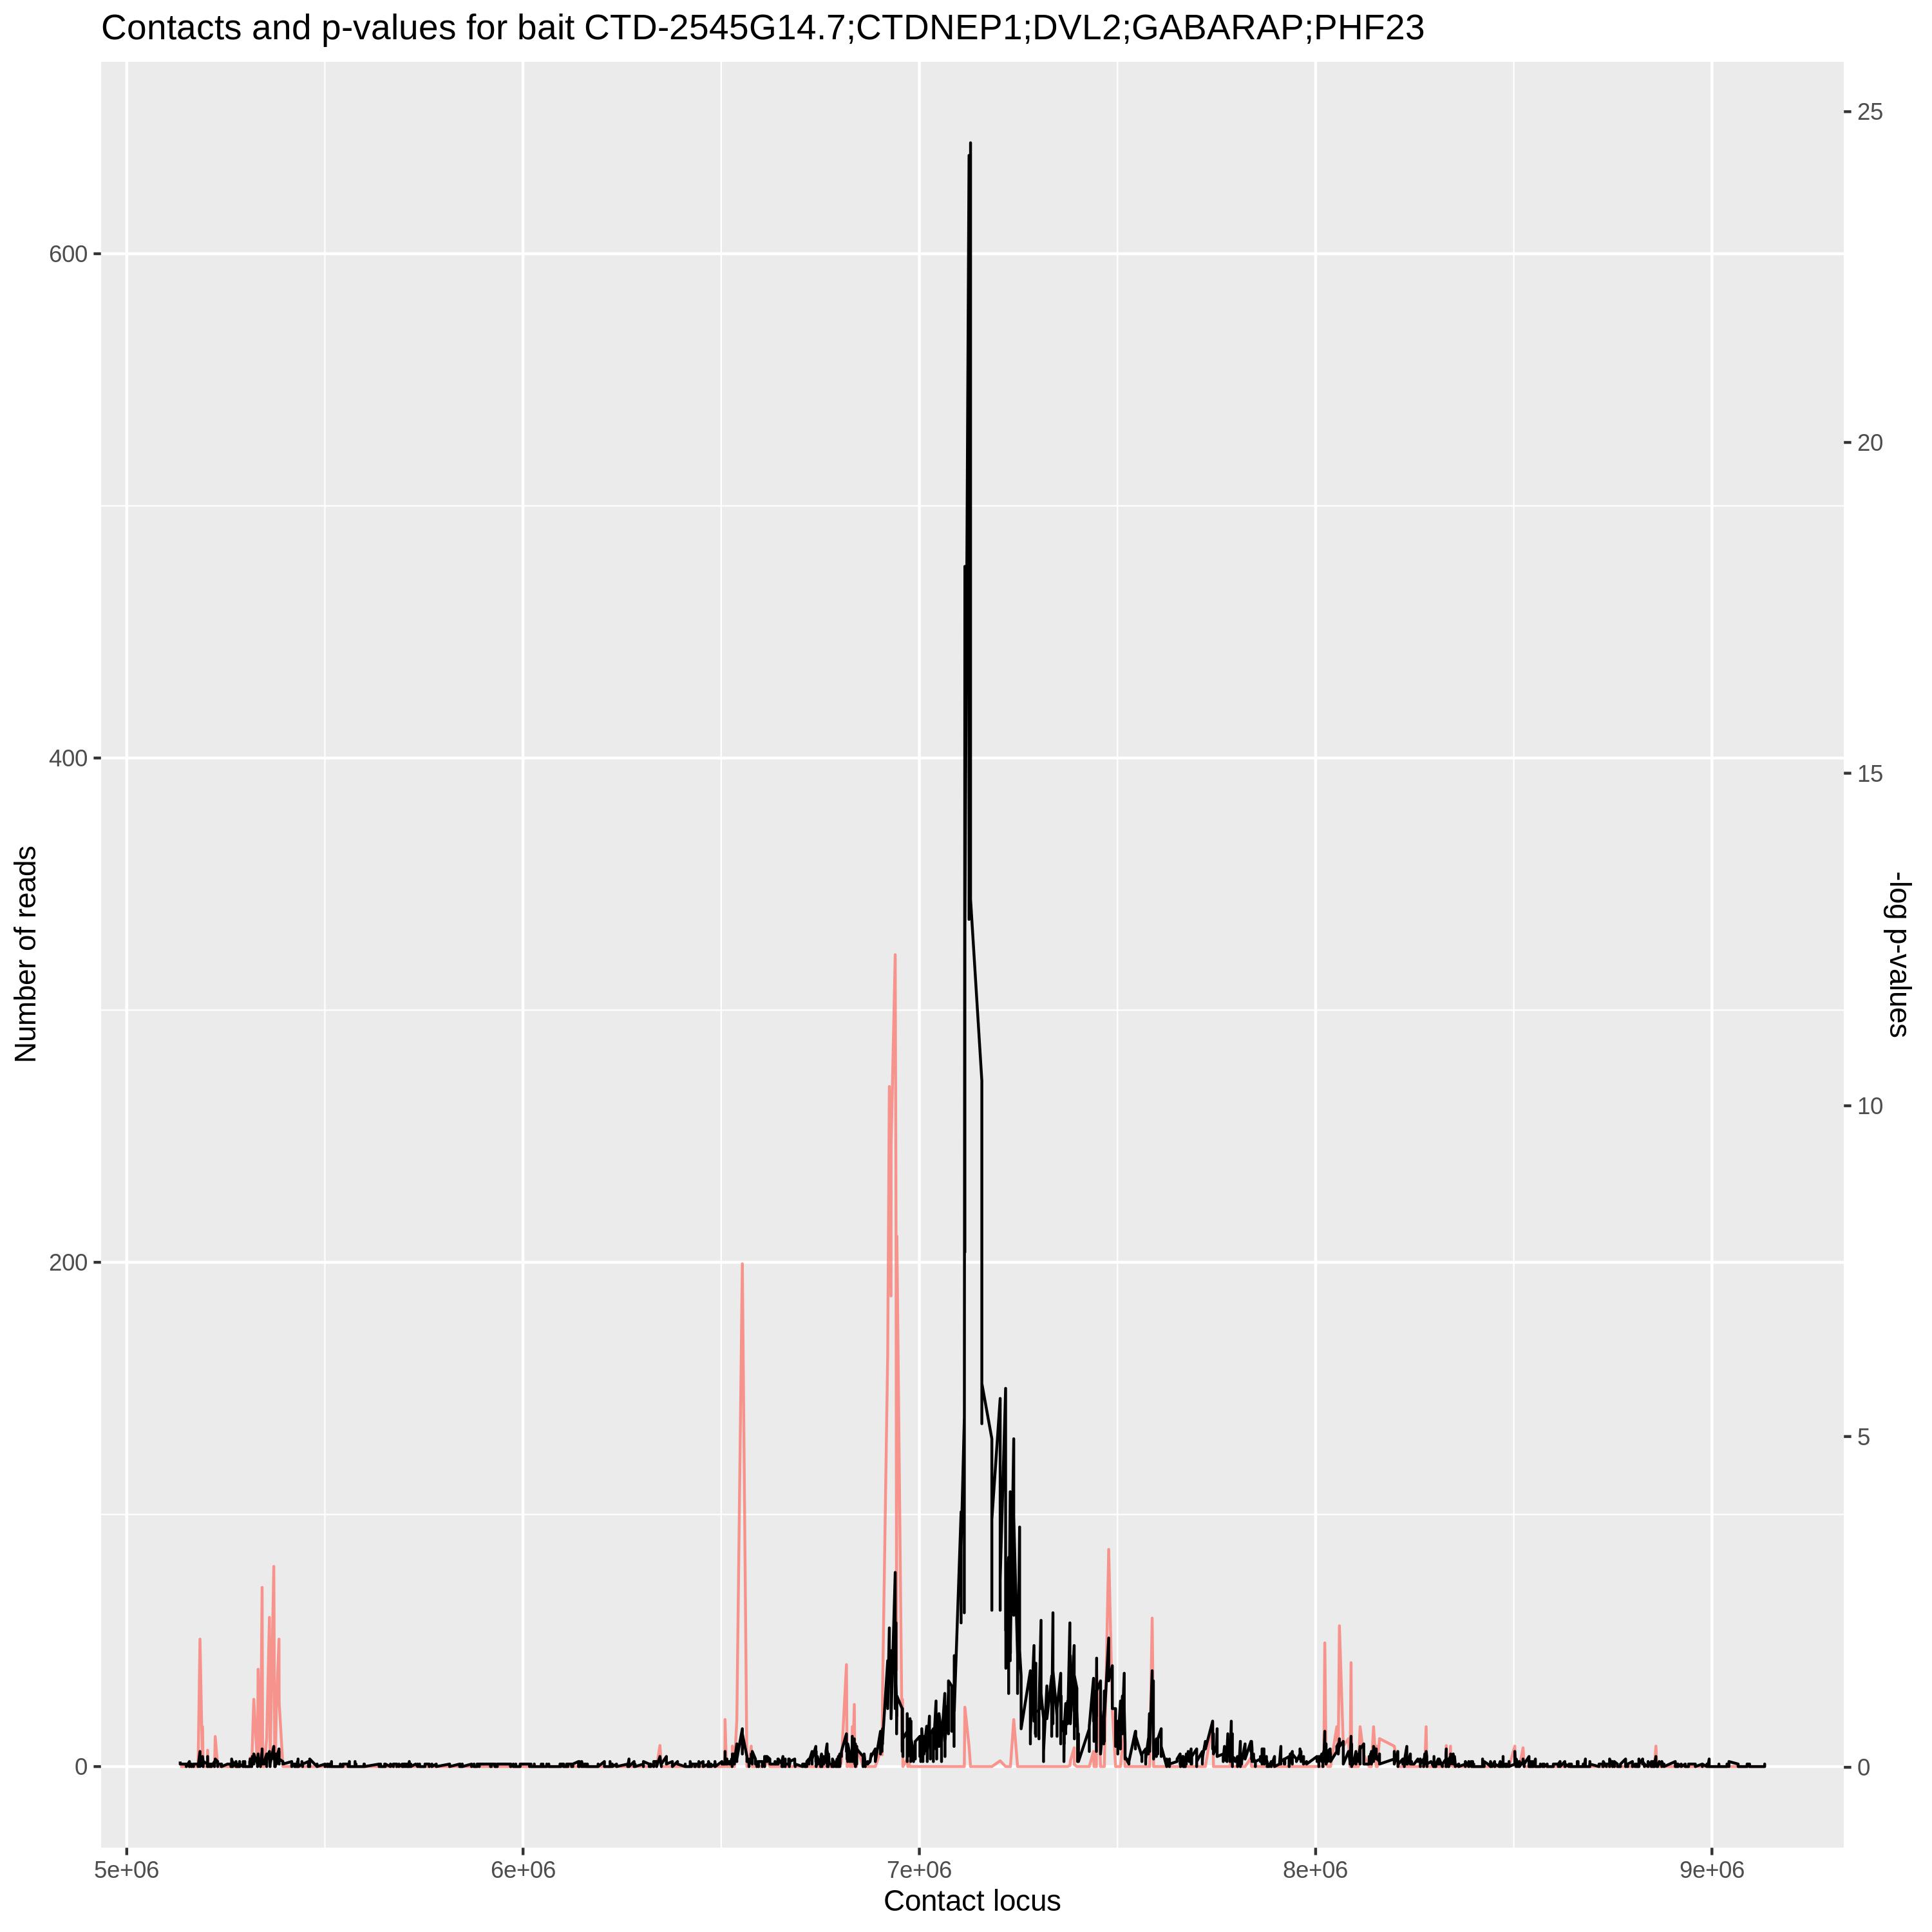 Contacts and p-values for bait CTD-2545G14.7;CTDNEP1;DVL2;GABARAP;PHF23
Number of reads
600
400
200
0
25
20
15
10
5
0
-log p-values
5e+06 6e+06 7e+06 8e+06 9e+06
Contact locus